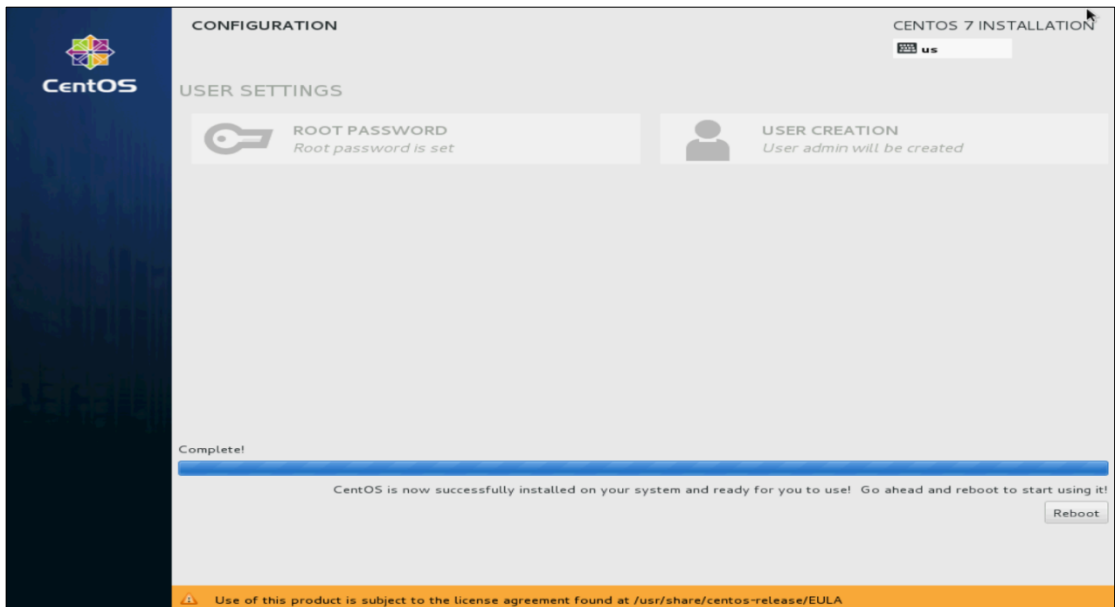 CONFIGURATION
CENTOS 7 INSTALLATION
us
CentOS
USER SETTINGS
ROOT PASSWORD
Root password is set
USER CREATION
User admin will be created
Complete!
CentOS is now successfully installed on your system and ready for you to use! Go ahead and reboot to start using it!
Reboot
Use of this product is subject to the license agreement found at /usr/share/centos-release/EULA